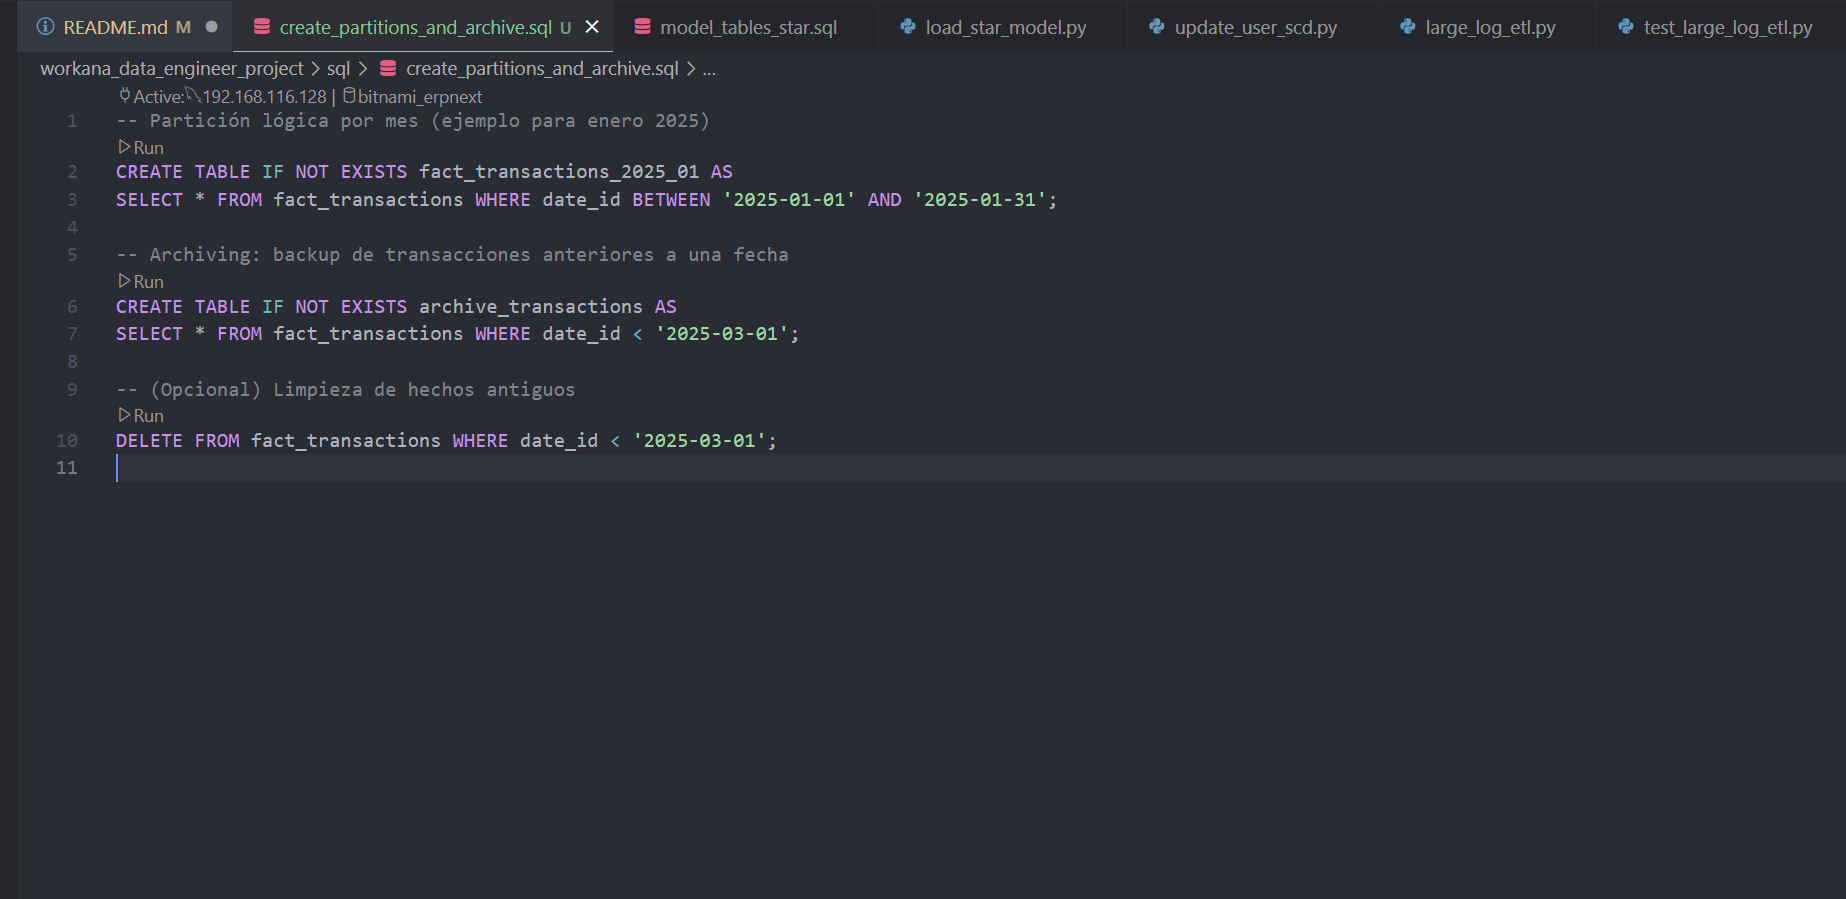 README.md M
create_partitions_and_archive.sql U
model_tables_star.sql
load_star_model.py
update_user_scd.py
large_log_etl.py
test_large_log_etl.py
workana_data_engineer_project > sql > create_partitions_and_archive.sql > ...
Active: 192.168.116.128 | bitnami_erpnext
1 -- Partición lógica por mes (ejemplo para enero 2025)
Run
2 CREATE TABLE IF NOT EXISTS fact_transactions_2025_01 AS
3 SELECT * FROM fact_transactions WHERE date_id BETWEEN '2025-01-01' AND '2025-01-31';
4
5 -- Archiving: backup de transacciones anteriores a una fecha
Run
6 CREATE TABLE IF NOT EXISTS archive_transactions AS
7 SELECT * FROM fact_transactions WHERE date_id < '2025-03-01';
8
9 -- (Opcional) Limpieza de hechos antiguos
Run
10 DELETE FROM fact_transactions WHERE date_id < '2025-03-01';
11